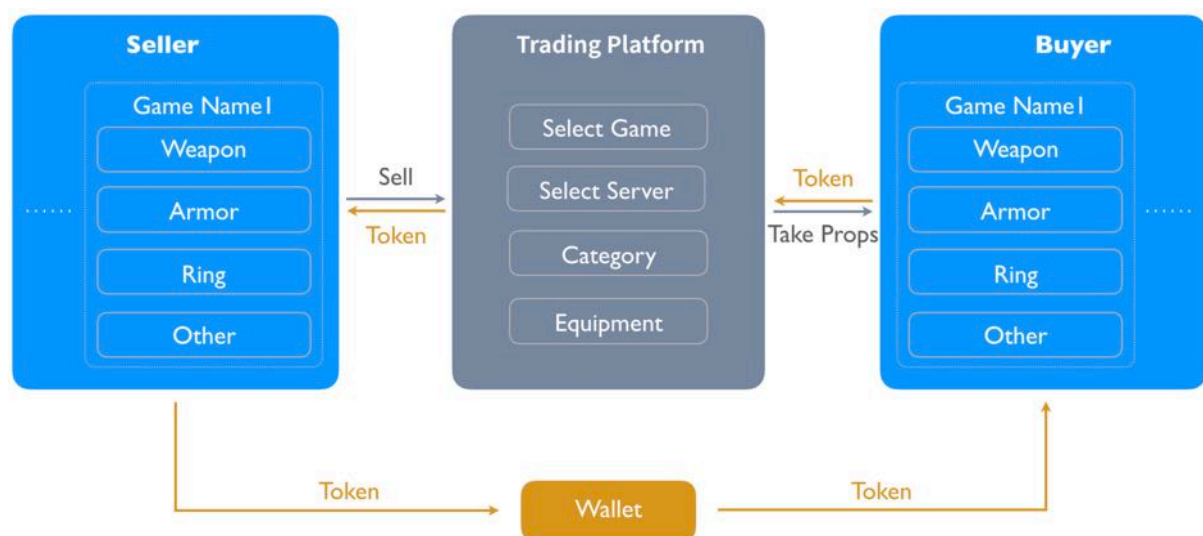 Seller
Game Name1
Weapon
Armor
Ring
Other
......
Sell
Token
Trading Platform
Select Game
Select Server
Category
Equipment
Token
Take Props
Buyer
Game Name1
Weapon
Armor
Ring
Other
......
Token
Wallet
Token